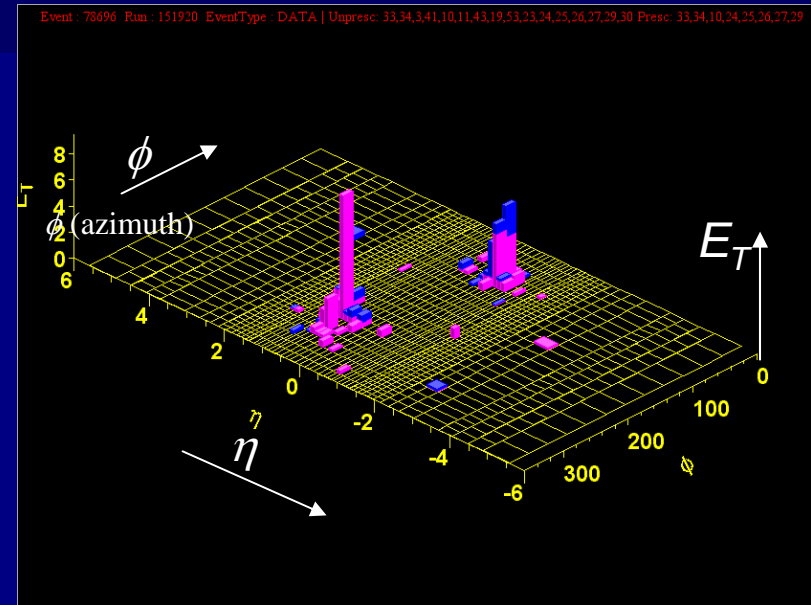 Event : 78696 Run : 151920 EventType : DATA | Unpresc: 33,34,3,41,10,11,43,19,53,23,24,25,26,27,29,30 Presc: 33,34,10,24,25,26,27,29
ϕ
8
6
4
2
0
ϕ (azimuth)
E_T
6
4
2
0
-2
-4
-6
η
η
0
100
200
300
ϕ